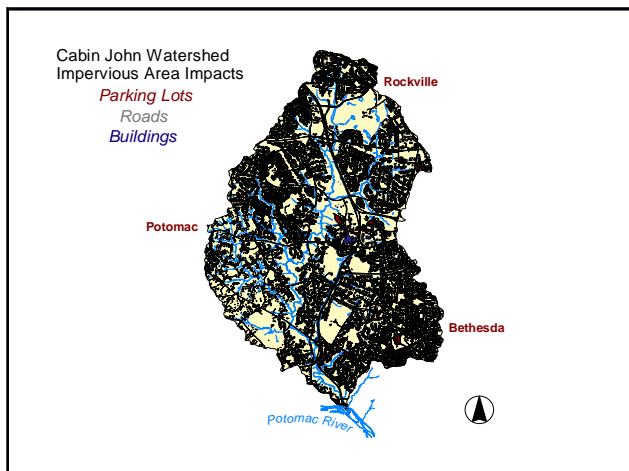 Cabin John Watershed
Impervious Area Impacts
Parking Lots
Roads
Buildings
Rockville
Potomac
Bethesda
Potomac River